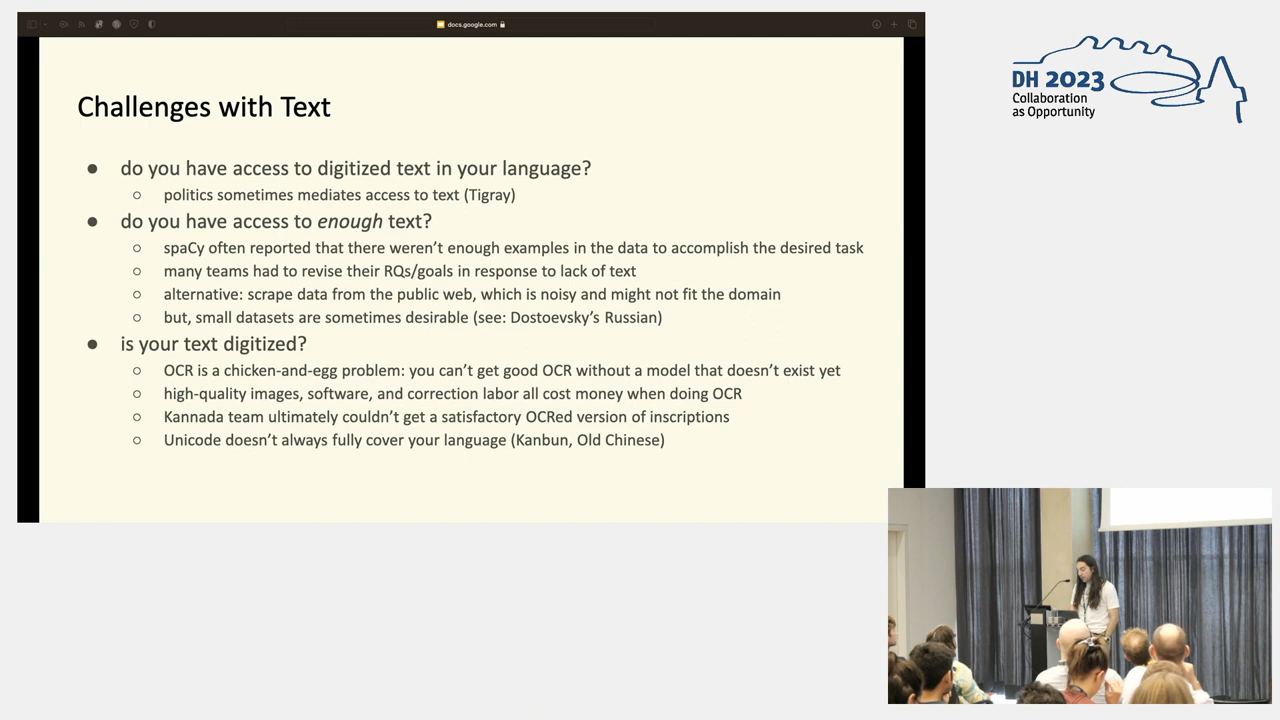 docs.google.com
DH 2023
Collaboration
as Opportunity
Challenges with Text
● do you have access to digitized text in your language?
○ politics sometimes mediates access to text (Tigray)
● do you have access to enough text?
○ spaCy often reported that there weren’t enough examples in the data to accomplish the desired task
○ many teams had to revise their RQs/goals in response to lack of text
○ alternative: scrape data from the public web, which is noisy and might not fit the domain
○ but, small datasets are sometimes desirable (see: Dostoevsky’s Russian)
● is your text digitized?
○ OCR is a chicken-and-egg problem: you can’t get good OCR without a model that doesn’t exist yet
○ high-quality images, software, and correction labor all cost money when doing OCR
○ Kannada team ultimately couldn’t get a satisfactory OCRed version of inscriptions
○ Unicode doesn’t always fully cover your language (Kanbun, Old Chinese)